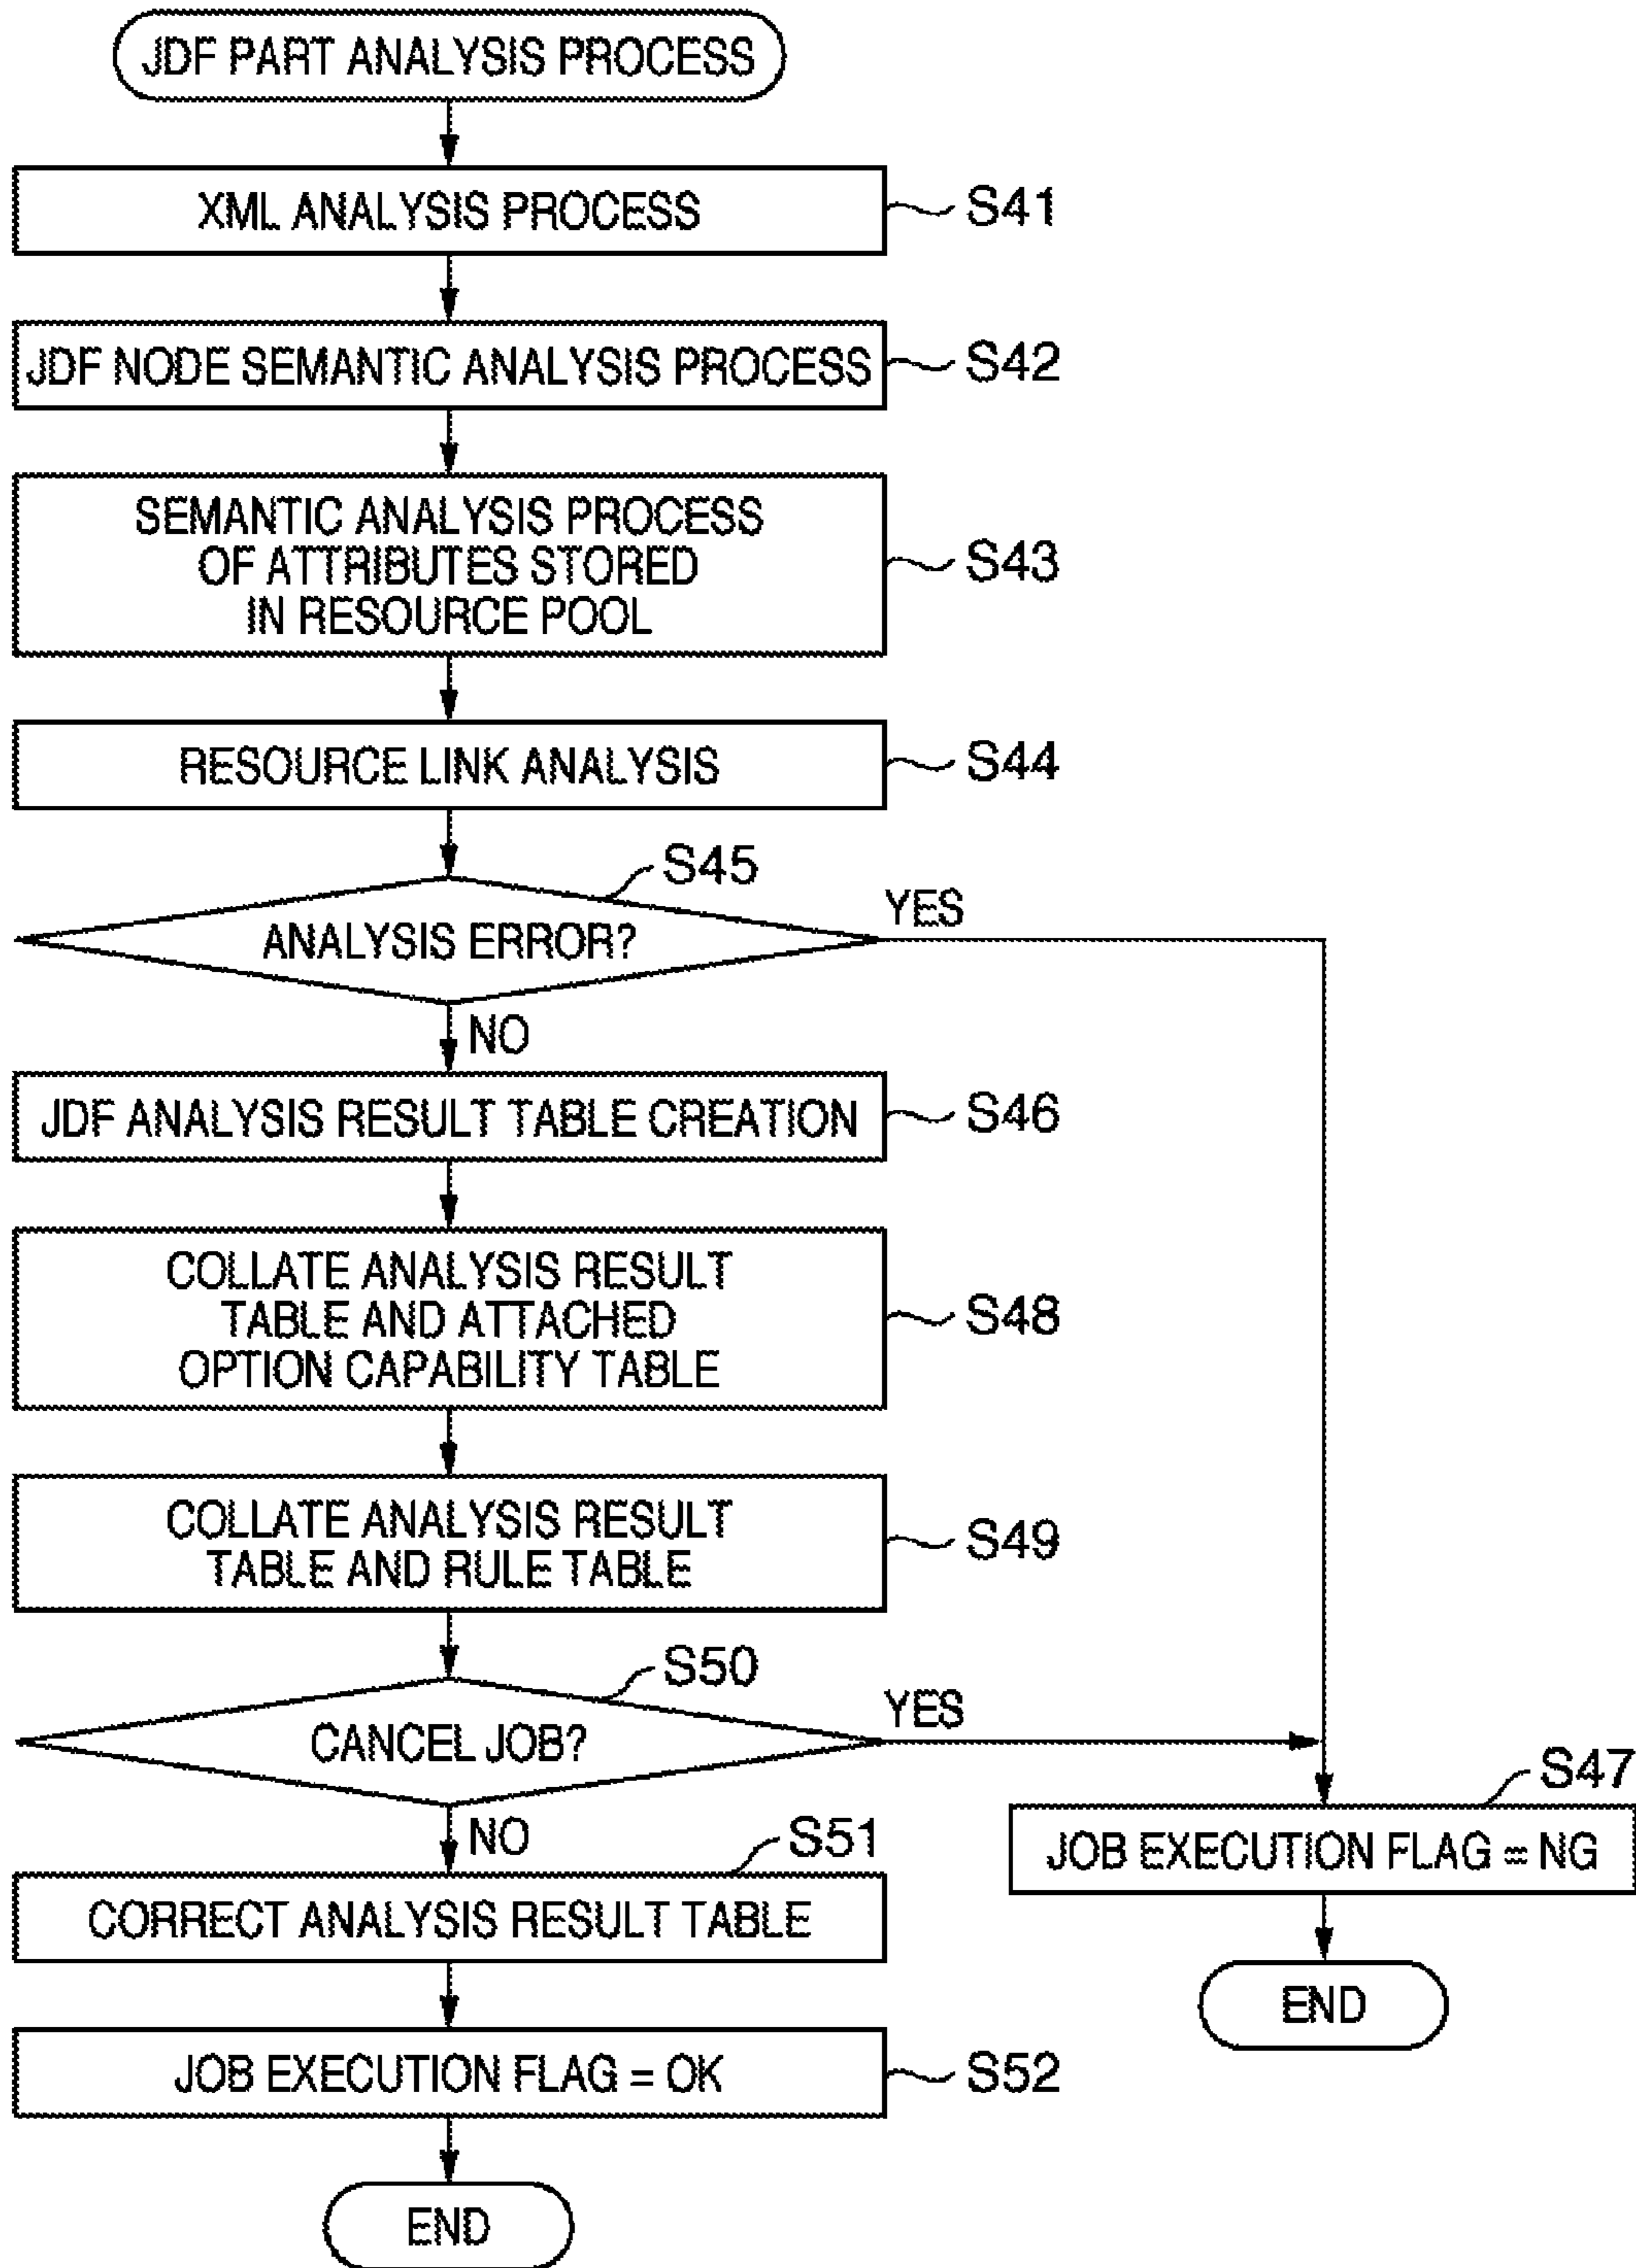 JDF PART ANALYSIS PROCESS
XML ANALYSIS PROCESS
S41
JDF NODE SEMANTIC ANALYSIS PROCESS
S42
SEMANTIC ANALYSIS PROCESS
OF ATTRIBUTES STORED
IN RESOURCE POOL
S43
RESOURCE LINK ANALYSIS
S44
S45
ANALYSIS ERROR?
YES
NO
JDF ANALYSIS RESULT TABLE CREATION
S46
COLLATE ANALYSIS RESULT
TABLE AND ATTACHED
OPTION CAPABILITY TABLE
S48
COLLATE ANALYSIS RESULT
TABLE AND RULE TABLE
S49
S50
CANCEL JOB?
YES
NO
S47
JOB EXECUTION FLAG = NG
END
S51
CORRECT ANALYSIS RESULT TABLE
JOB EXECUTION FLAG = OK
S52
END